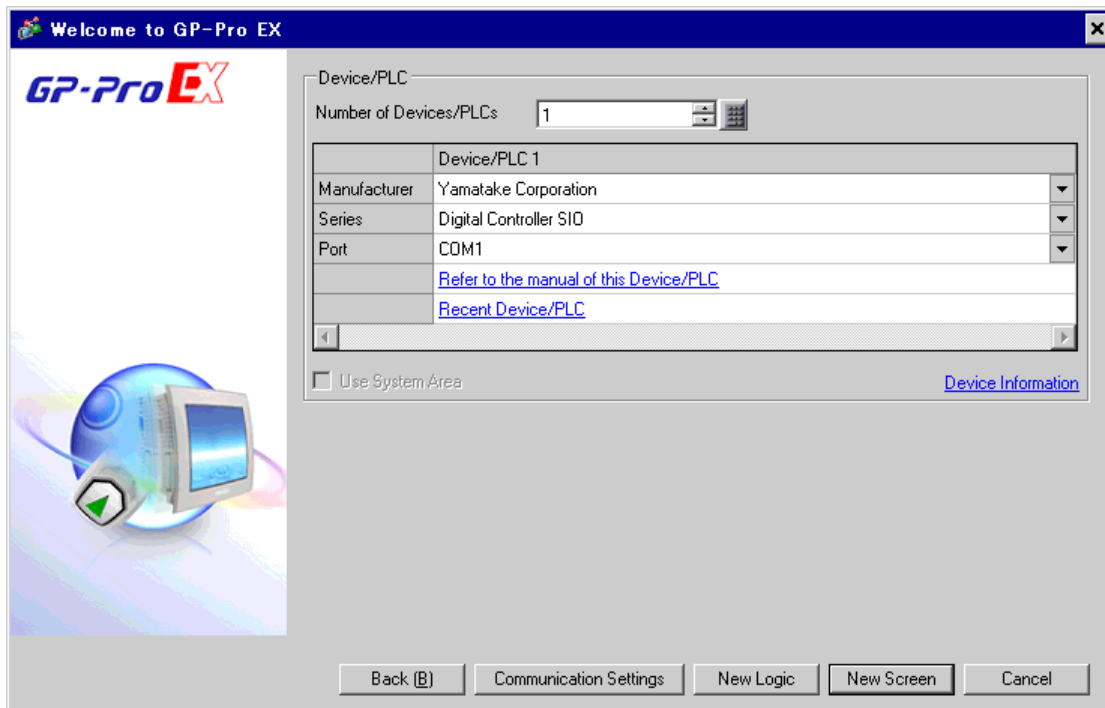 Welcome to GP-Pro EX
GP-Pro EX
Device/PLC
Number of Devices/PLCs 1
Device/PLC 1
Manufacturer Yamatake Corporation
Series Digital Controller SIO
Port COM1
Refer to the manual of this Device/PLC
Recent Device/PLC
Use System Area Device Information
Back (B) Communication Settings New Logic New Screen Cancel